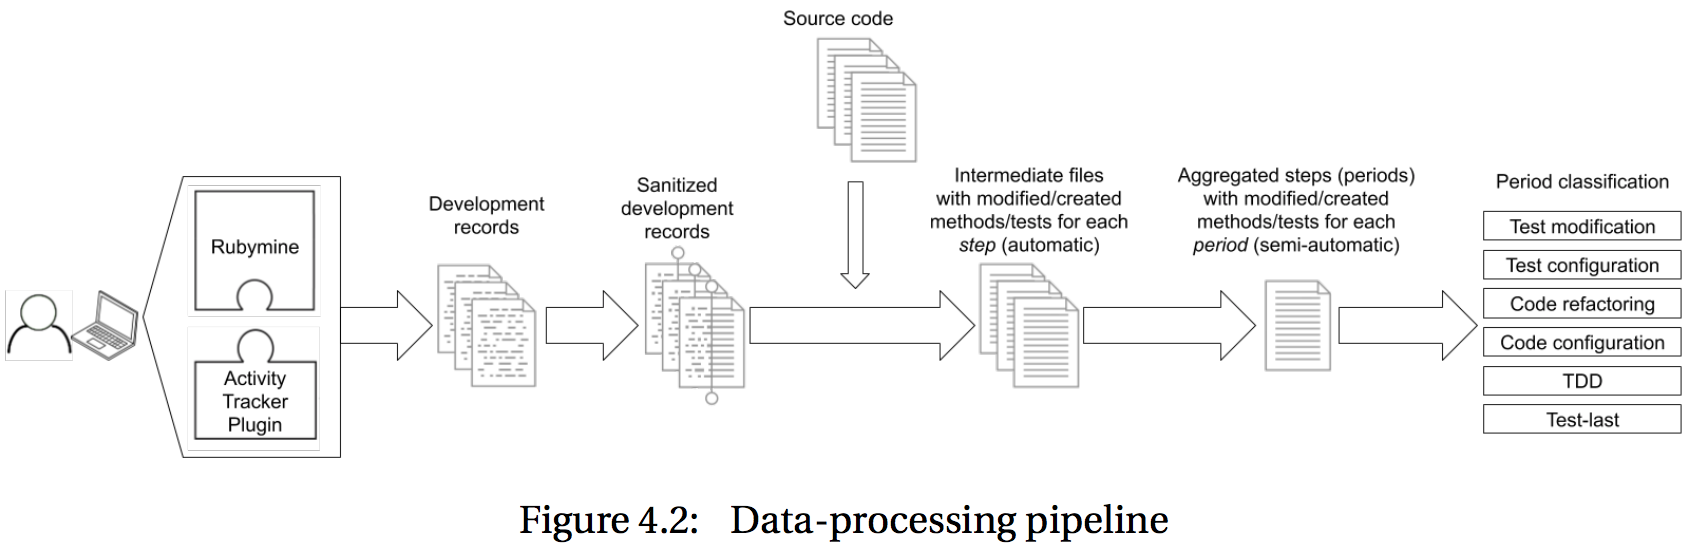 Source code
Rubymine
Activity
Tracker
Plugin
Development
records
Sanitized
development
records
Intermediate files
with modified/created
methods/tests for each
step (automatic)
Aggregated steps (periods)
with modified/created
methods/tests for each
period (semi-automatic)
Period classification
Test modification
Test configuration
Code refactoring
Code configuration
TDD
Test-last
Figure 4.2: Data-processing pipeline